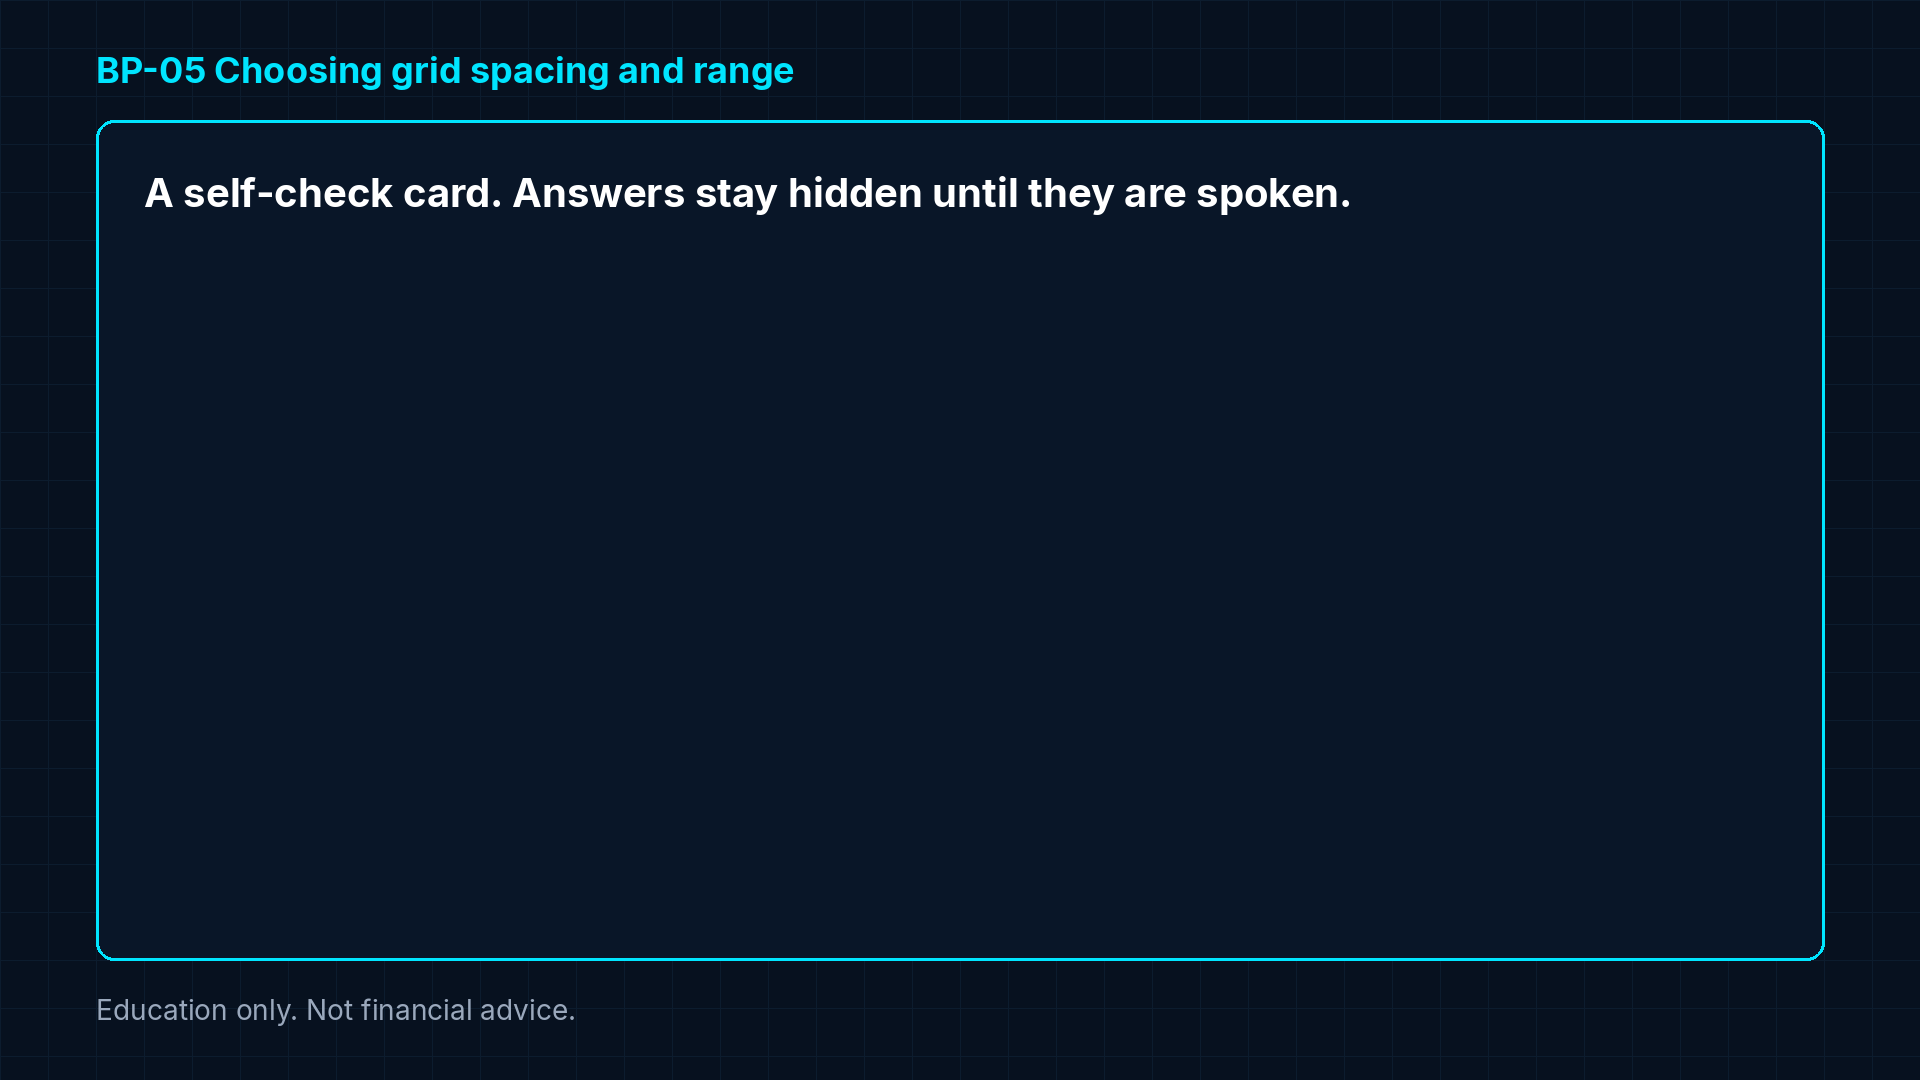 BP-05 Choosing grid spacing and range
A self-check card. Answers stay hidden until they are spoken.
Education only. Not financial advice.